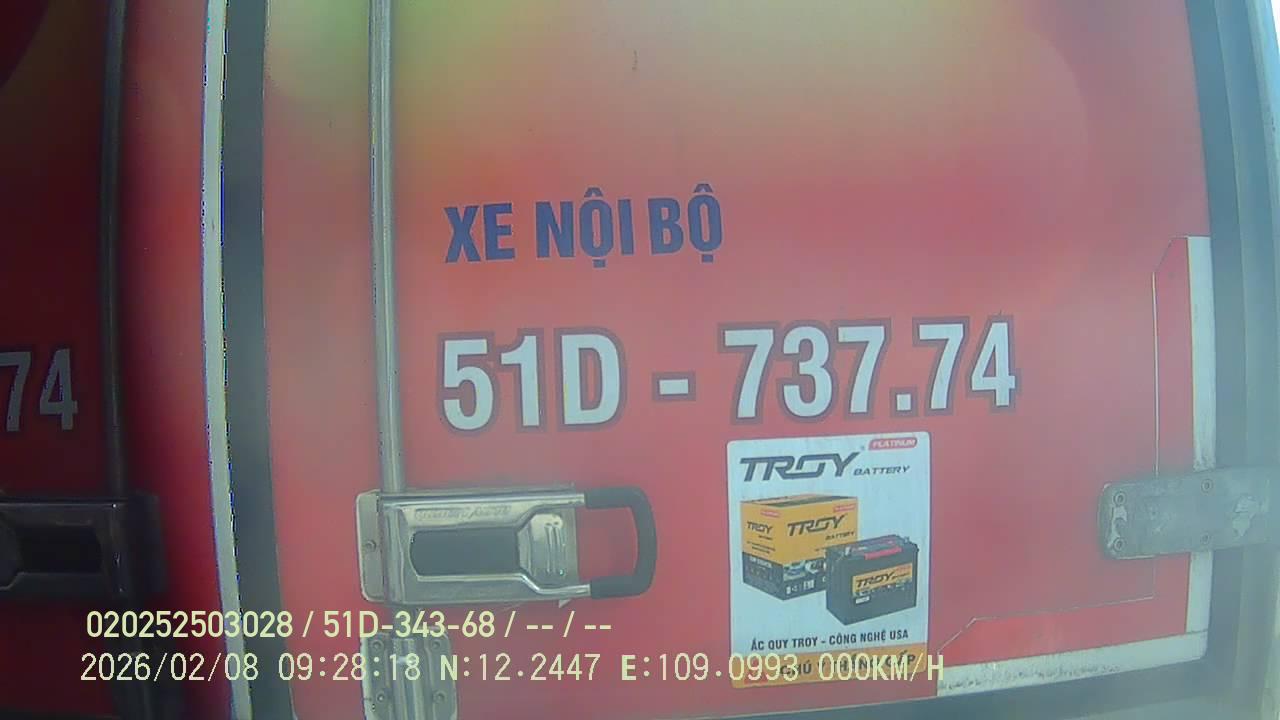 XE NỘI BỘ
51D - 737.74
74
PLATINUM
TROY BATTERY
TROY
TROY
BATTERY
TROY
ẮC QUY TROY - CÔNG NGHỆ USA
020252503028 / 51D-343-68 / -- / --
2026/02/08 09:28:18 N:12.2447 E:109.0993 000KM/H